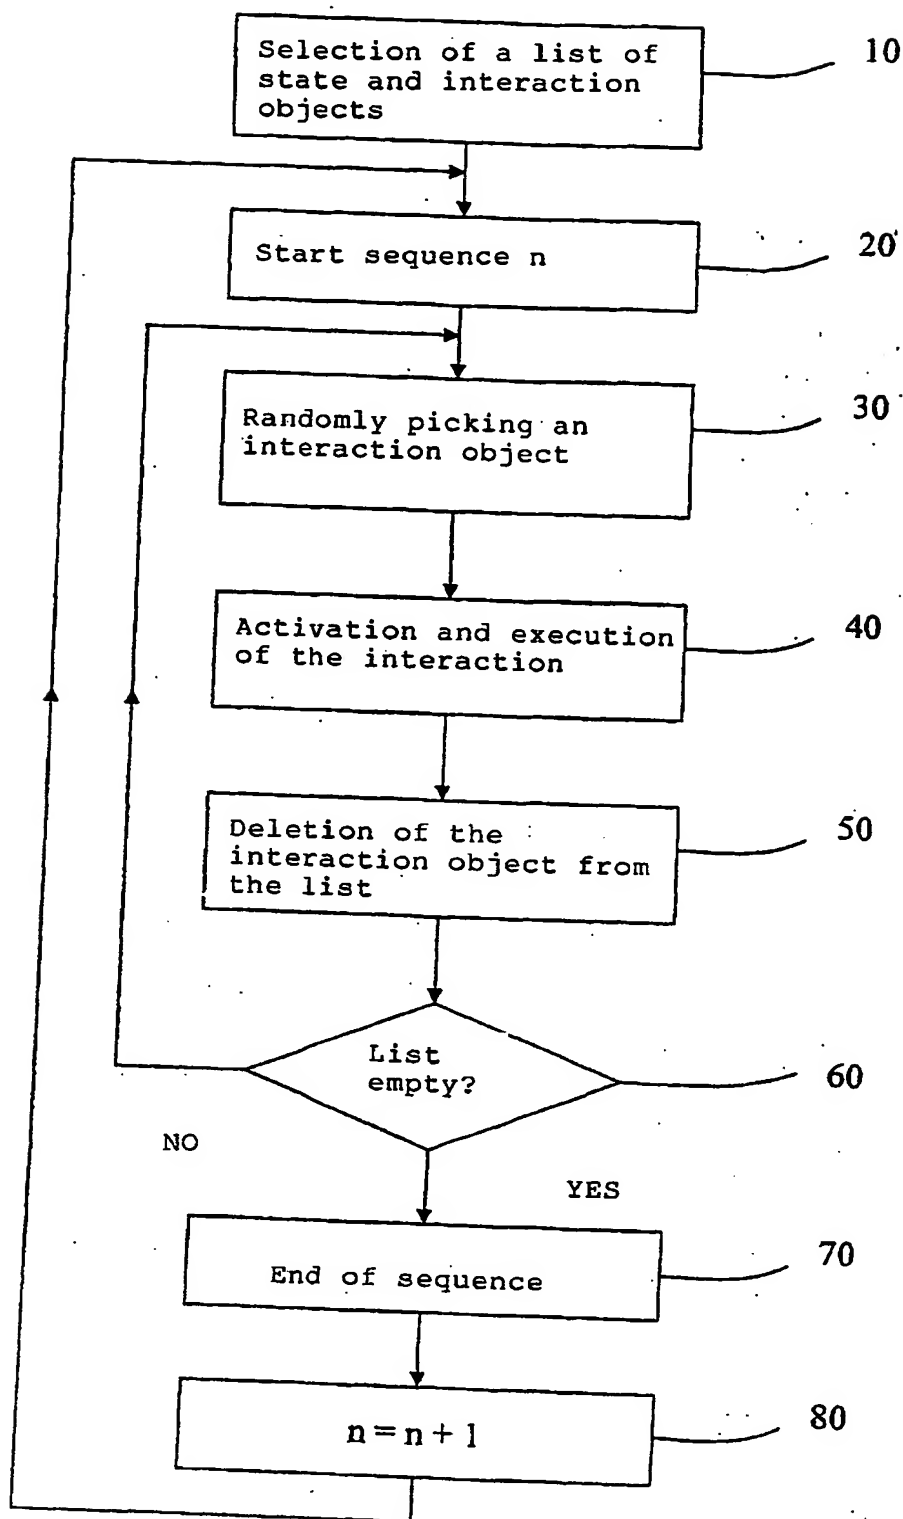 Selection of a list of
state and interaction
objects
10
Start sequence n
20
Randomly picking an
interaction object
30
Activation and execution
of the interaction
40
Deletion of the
interaction object from
the list
50
List
empty?
60
NO
YES
End of sequence
70
n=n+1
80